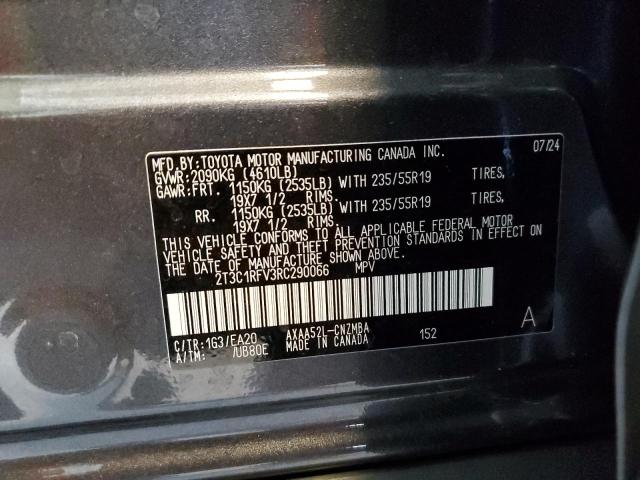 MFD.BY:TOYOTA MOTOR MANUFACTURING CANADA INC. 07/24
GVWR:2090KG (4610LB)
GAWR:FRT. 1150KG (2535LB) WITH 235/55R19 TIRES,
19X7 1/2 RIMS.
RR. 1150KG (2535LB) WITH 235/55R19 TIRES,
19X7 1/2 RIMS.
THIS VEHICLE CONFORMS TO ALL APPLICABLE FEDERAL MOTOR
VEHICLE SAFETY AND THEFT PREVENTION STANDARDS IN EFFECT ON
THE DATE OF MANUFACTURE SHOWN ABOVE.
2T3C1RFV3RC290066 MPV
C/TR:1G3/EA20 AXAA52L-CNZMBA 152 A
A/TM: /UB80E MADE IN CANADA